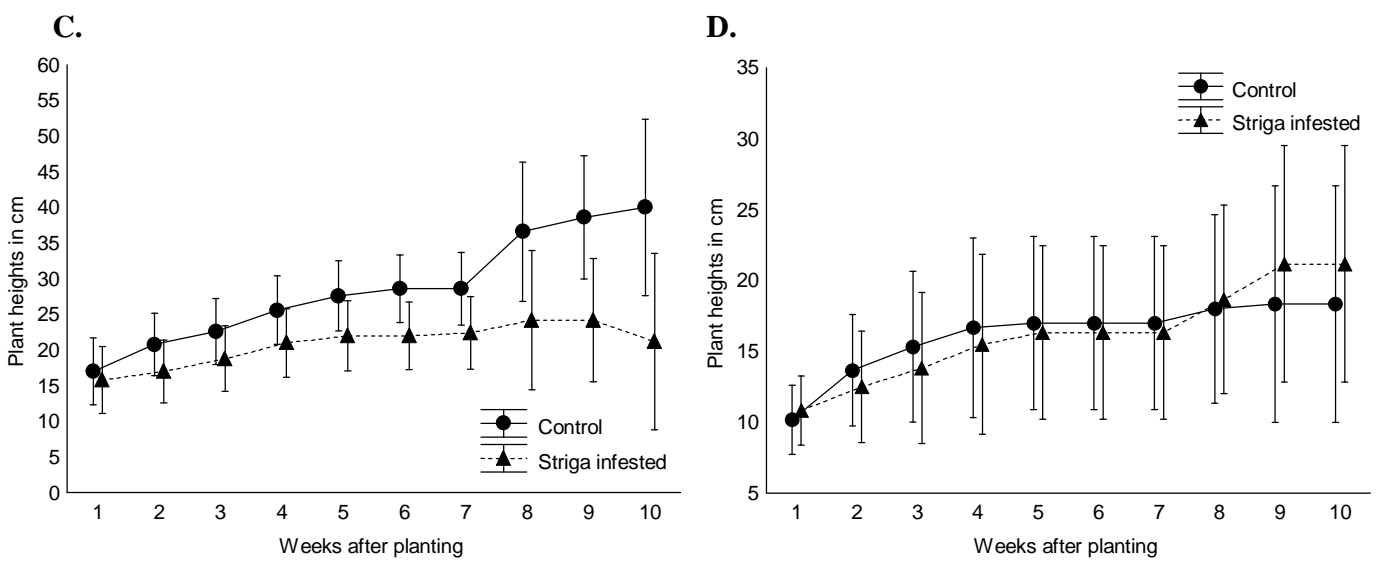 C.
60
55
50
45
40
35
30
25
20
15
10
5
0
Plant heights in cm
Control
Striga infested
1 2 3 4 5 6 7 8 9 10
Weeks after planting
D.
35
30
25
20
15
10
5
Plant heights in cm
Control
Striga infested
1 2 3 4 5 6 7 8 9 10
Weeks after planting